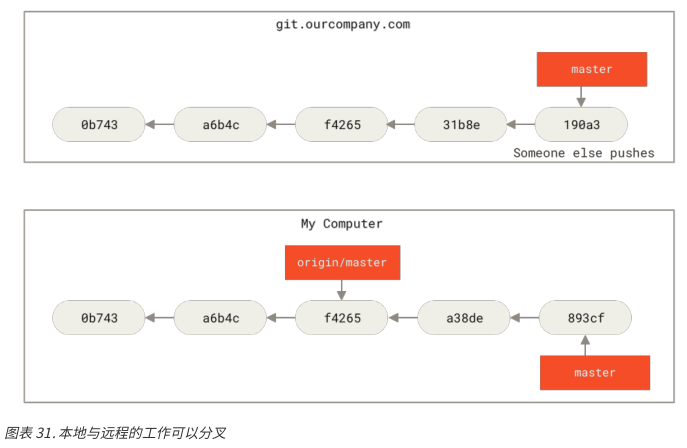 git.ourcompany.com
master
0b743 a6b4c f4265 31b8e 190a3
Someone else pushes
My Computer
origin/master
0b743 a6b4c f4265 a38de 893cf
master
图表 31. 本地与远程的工作可以分叉